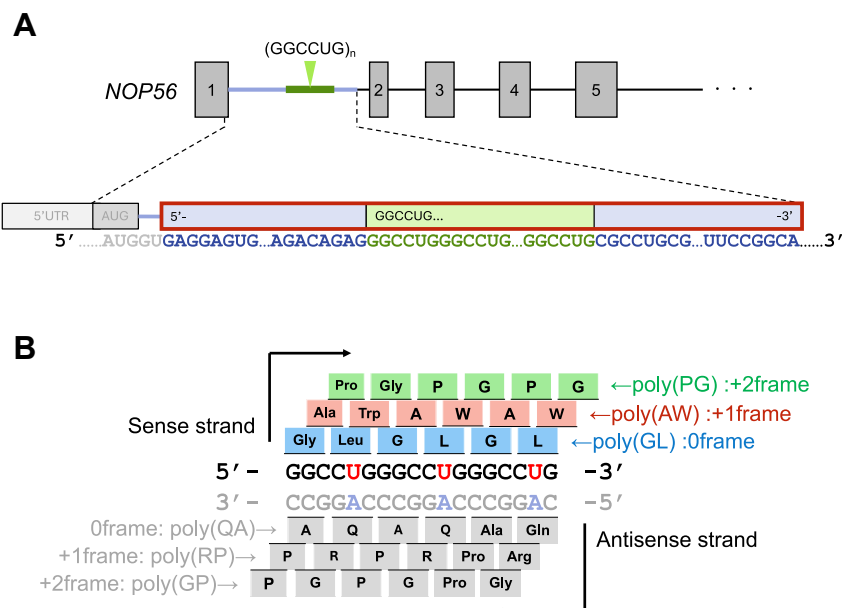 A
(GGCCUG)n
NOP56
1 2 3 4 5 . . .
5'UTR AUG 5'- GGCCUG... -3'
5' ......AUGGUGAGGAGUG…AGACAGAGGGCCUGGGCCUG…GGCCUGCGCCUGCG…UUCCGGCA......3'
B
Pro Gly P G P G ←poly(PG) :+2frame
Ala Trp A W A W ←poly(AW) :+1frame
Sense strand
Gly Leu G L G L ←poly(GL) :0frame
5' – GGCCUGGGCCUGGGCCUG –3'
3' – CCGGACCCGGACCCGGAC –5'
0frame: poly(QA)→ A Q A Q Ala Gln
Antisense strand
+1frame: poly(RP)→ P R P R Pro Arg
+2frame: poly(GP)→ P G P G Pro Gly